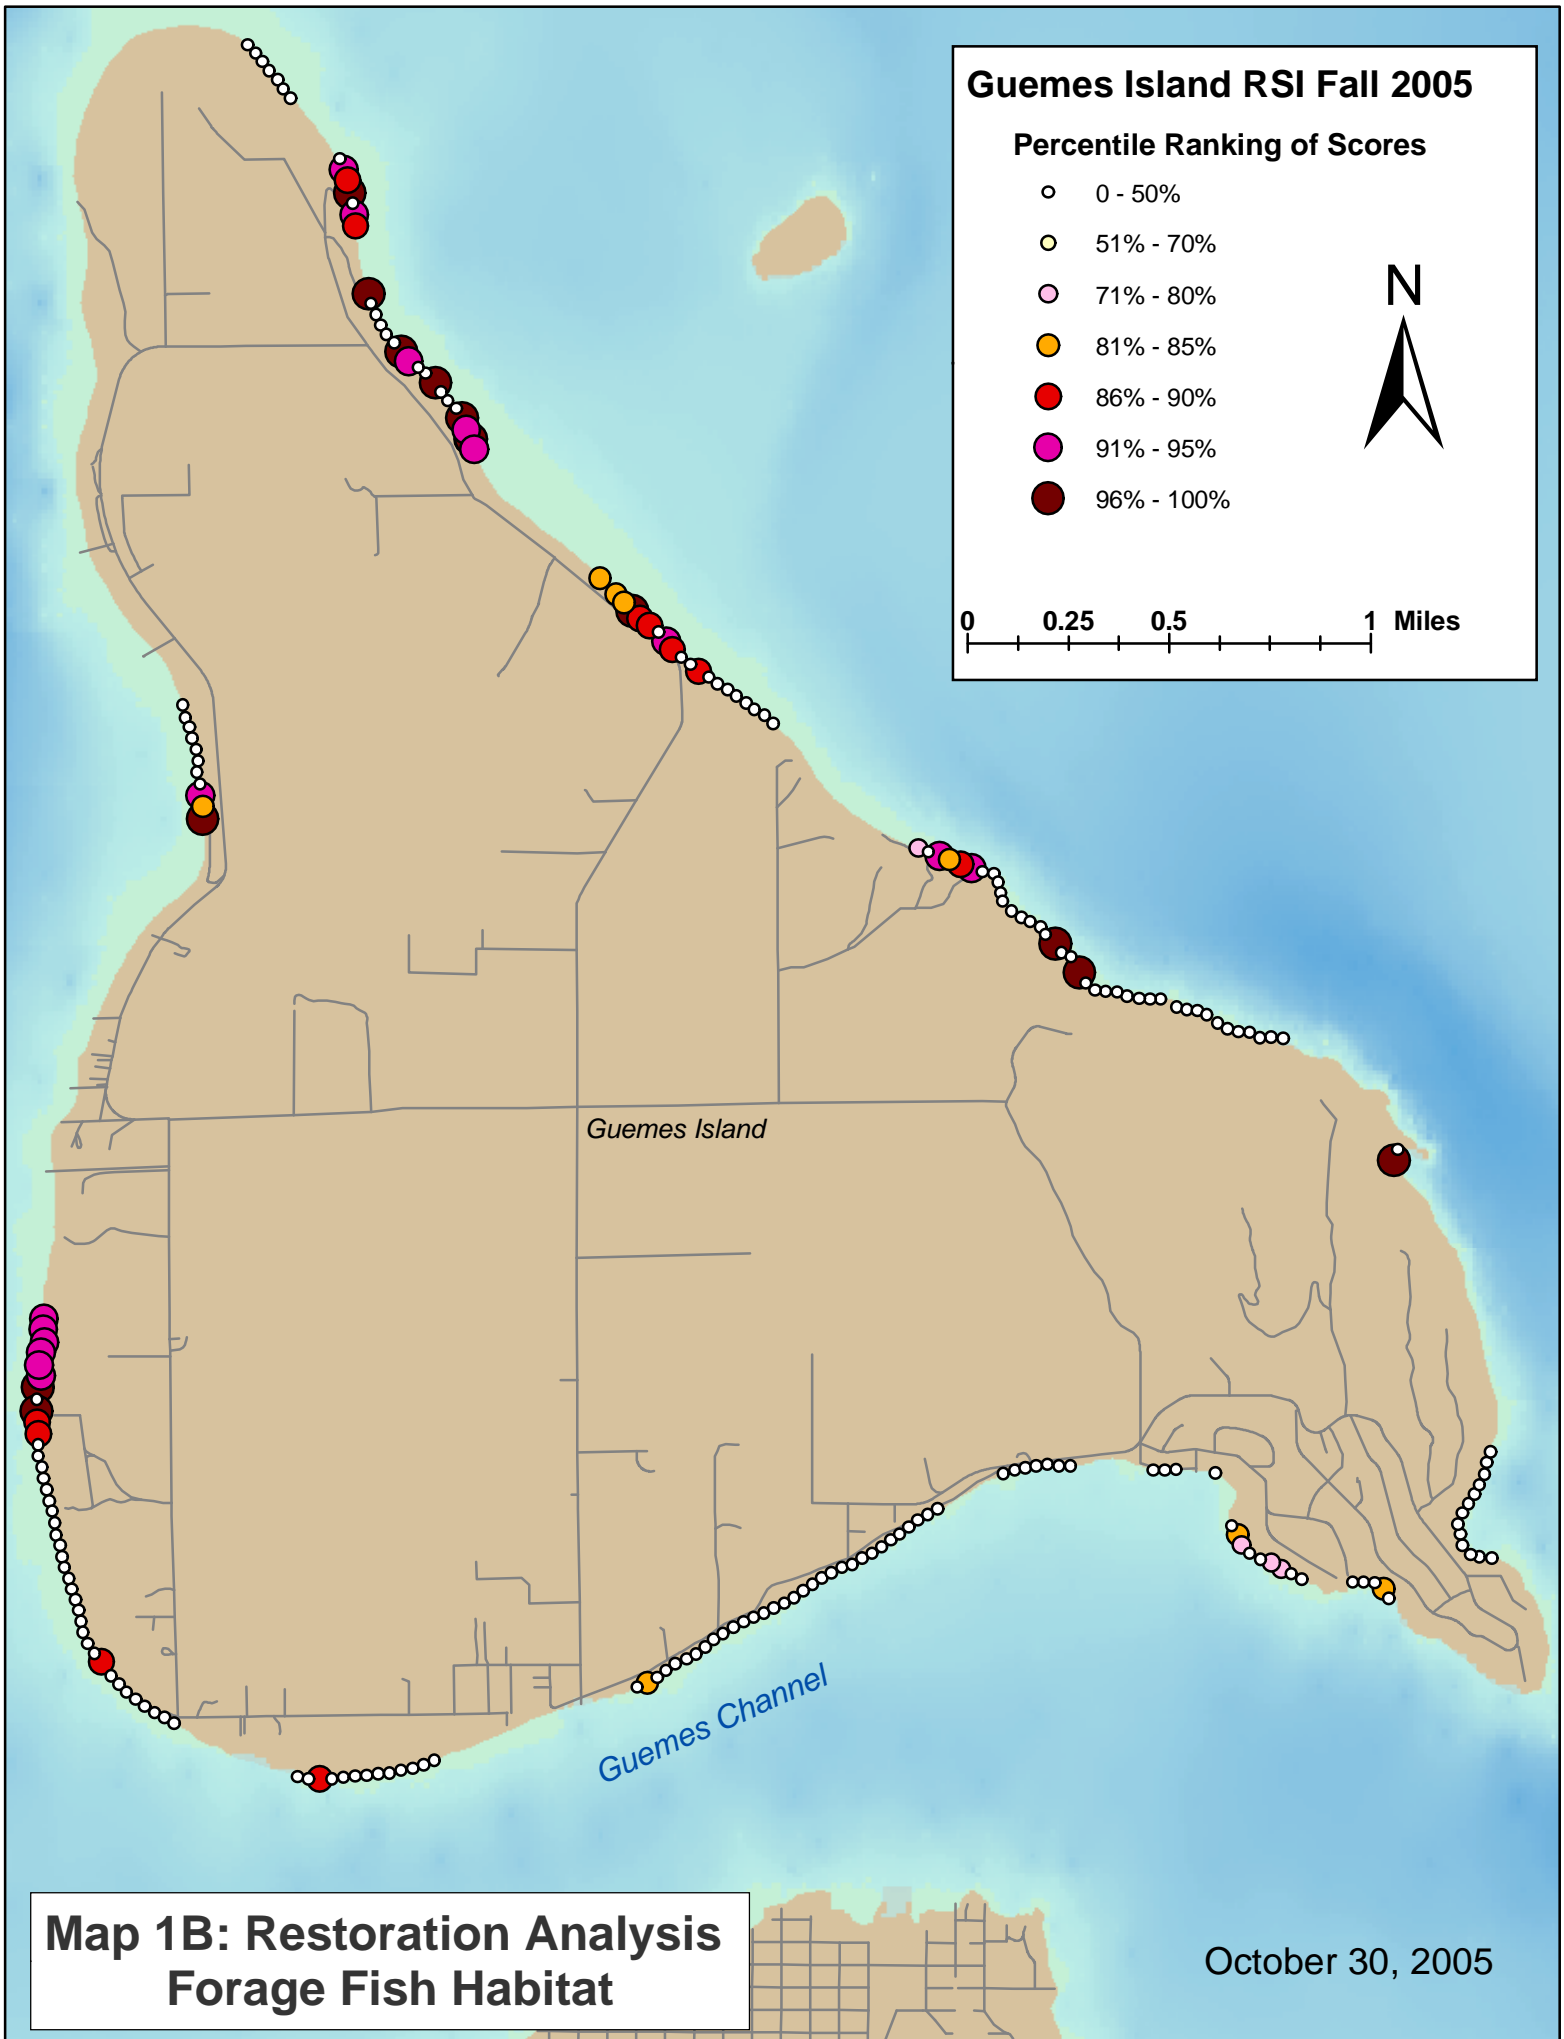 Guemes Island RSI Fall 2005
Percentile Ranking of Scores
0 - 50%
51% - 70%
71% - 80%
81% - 85%
86% - 90%
91% - 95%
96% - 100%
N
0 0.25 0.5 1 Miles
Guemes Island
Guemes Channel
Map 1B: Restoration Analysis
Forage Fish Habitat
October 30, 2005